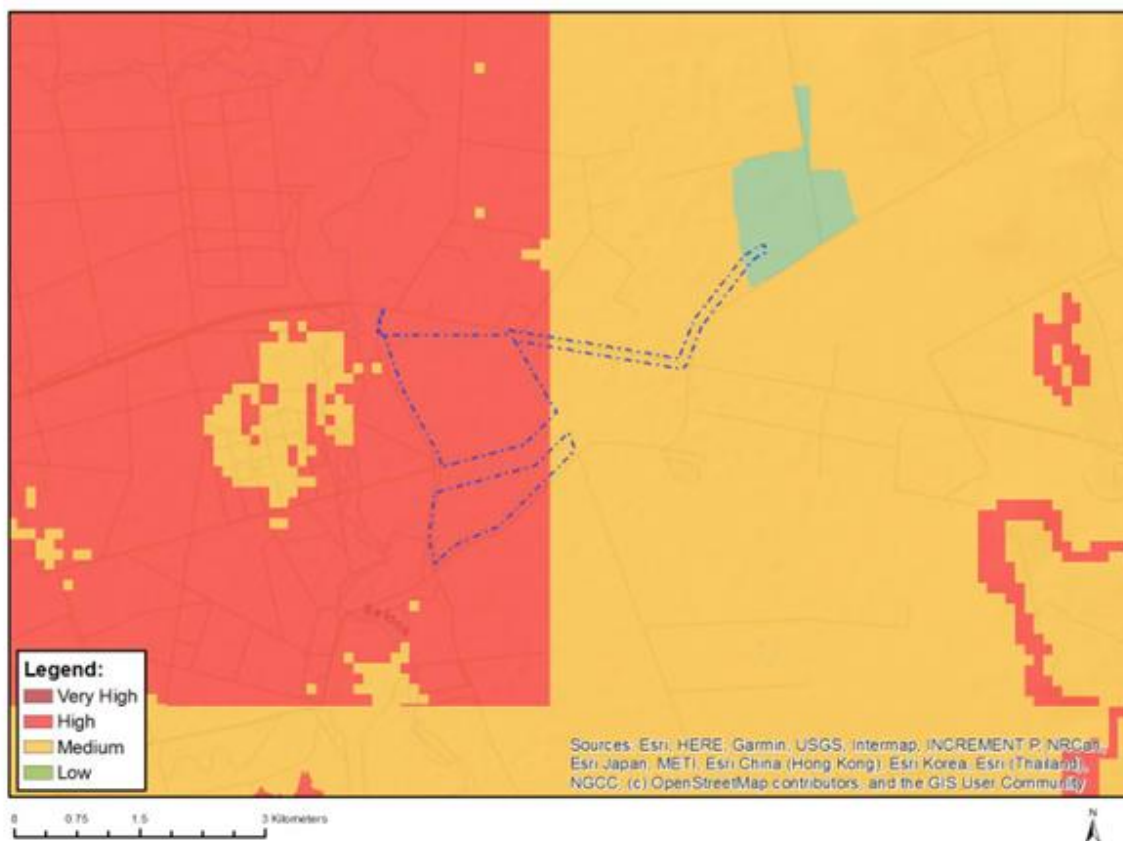 Legend:
Very High
High
Medium
Low
Sources: Esri, HERE, Garmin, USGS, Intermap, INCREMENT P, NRCan,
Esri Japan, METI, Esri China (Hong Kong), Esri Korea, Esri (Thailand),
NGCC, (c) OpenStreetMap contributors, and the GIS User Community
0 0.75 1.5 3 Kilometers
N